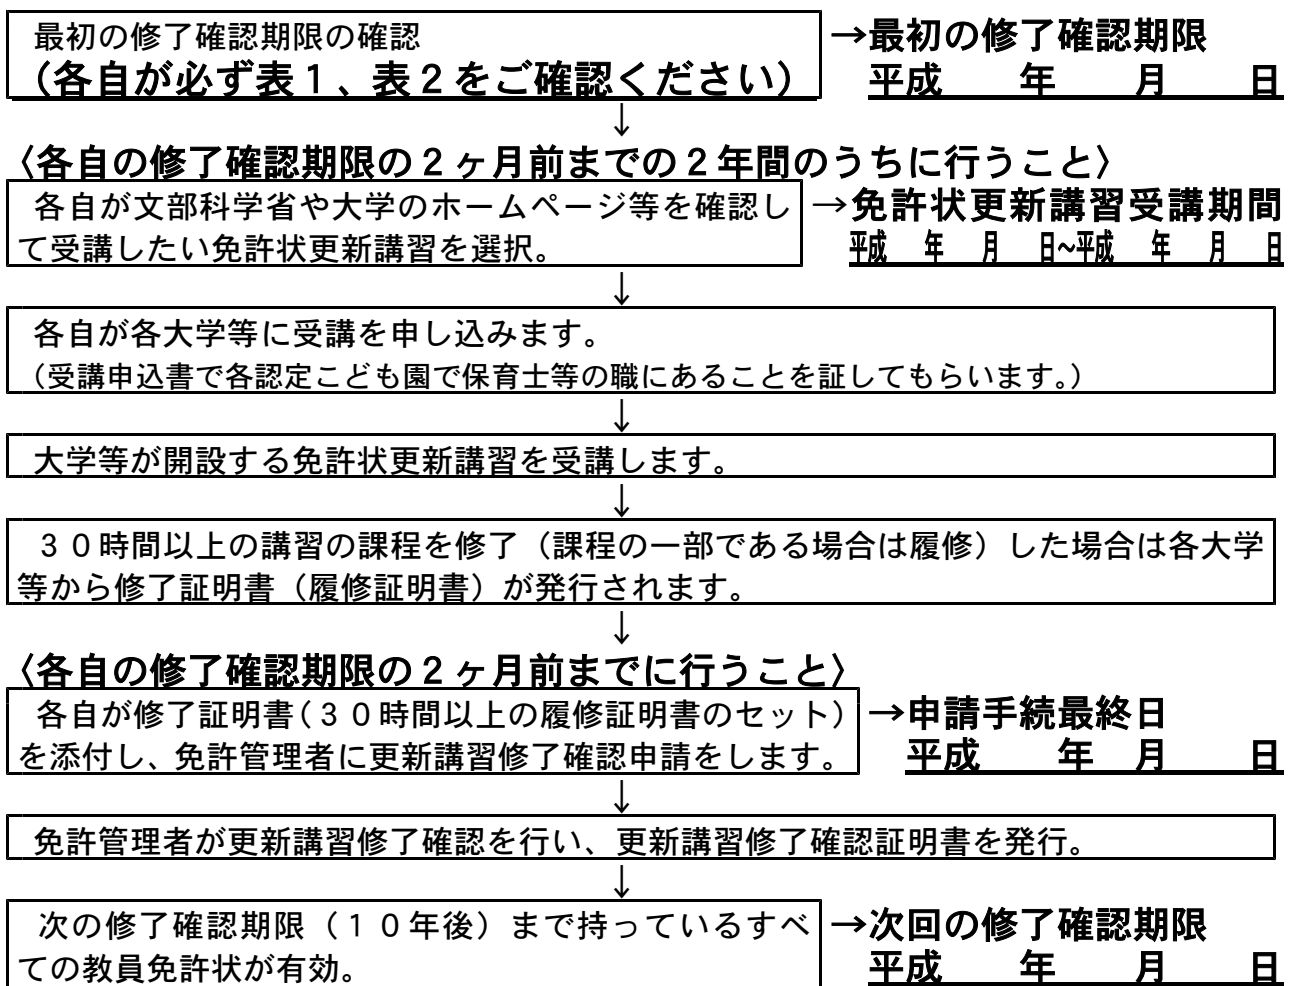 最初の修了確認期限の確認
（各自が必ず表１、表２をご確認ください）
→最初の修了確認期限
平成　　年　　月　　日
↓
〈各自の修了確認期限の２ヶ月前までの２年間のうちに行うこと〉
各自が文部科学省や大学のホームページ等を確認し
て受講したい免許状更新講習を選択。
→免許状更新講習受講期間
平成　年　月　日～平成　年　月　日
↓
各自が各大学等に受講を申し込みます。
（受講申込書で各認定こども園で保育士等の職にあることを証してもらいます。）
↓
大学等が開設する免許状更新講習を受講します。
↓
３０時間以上の講習の課程を修了（課程の一部である場合は履修）した場合は各大学
等から修了証明書（履修証明書）が発行されます。
↓
〈各自の修了確認期限の２ヶ月前までに行うこと〉
各自が修了証明書（３０時間以上の履修証明書のセット）
を添付し、免許管理者に更新講習修了確認申請をします。
→申請手続最終日
平成　　年　月　　日
↓
免許管理者が更新講習修了確認を行い、更新講習修了確認証明書を発行。
↓
次の修了確認期限（１０年後）まで持っているすべ
ての教員免許状が有効。
→次回の修了確認期限
平成　　年　　月　　日